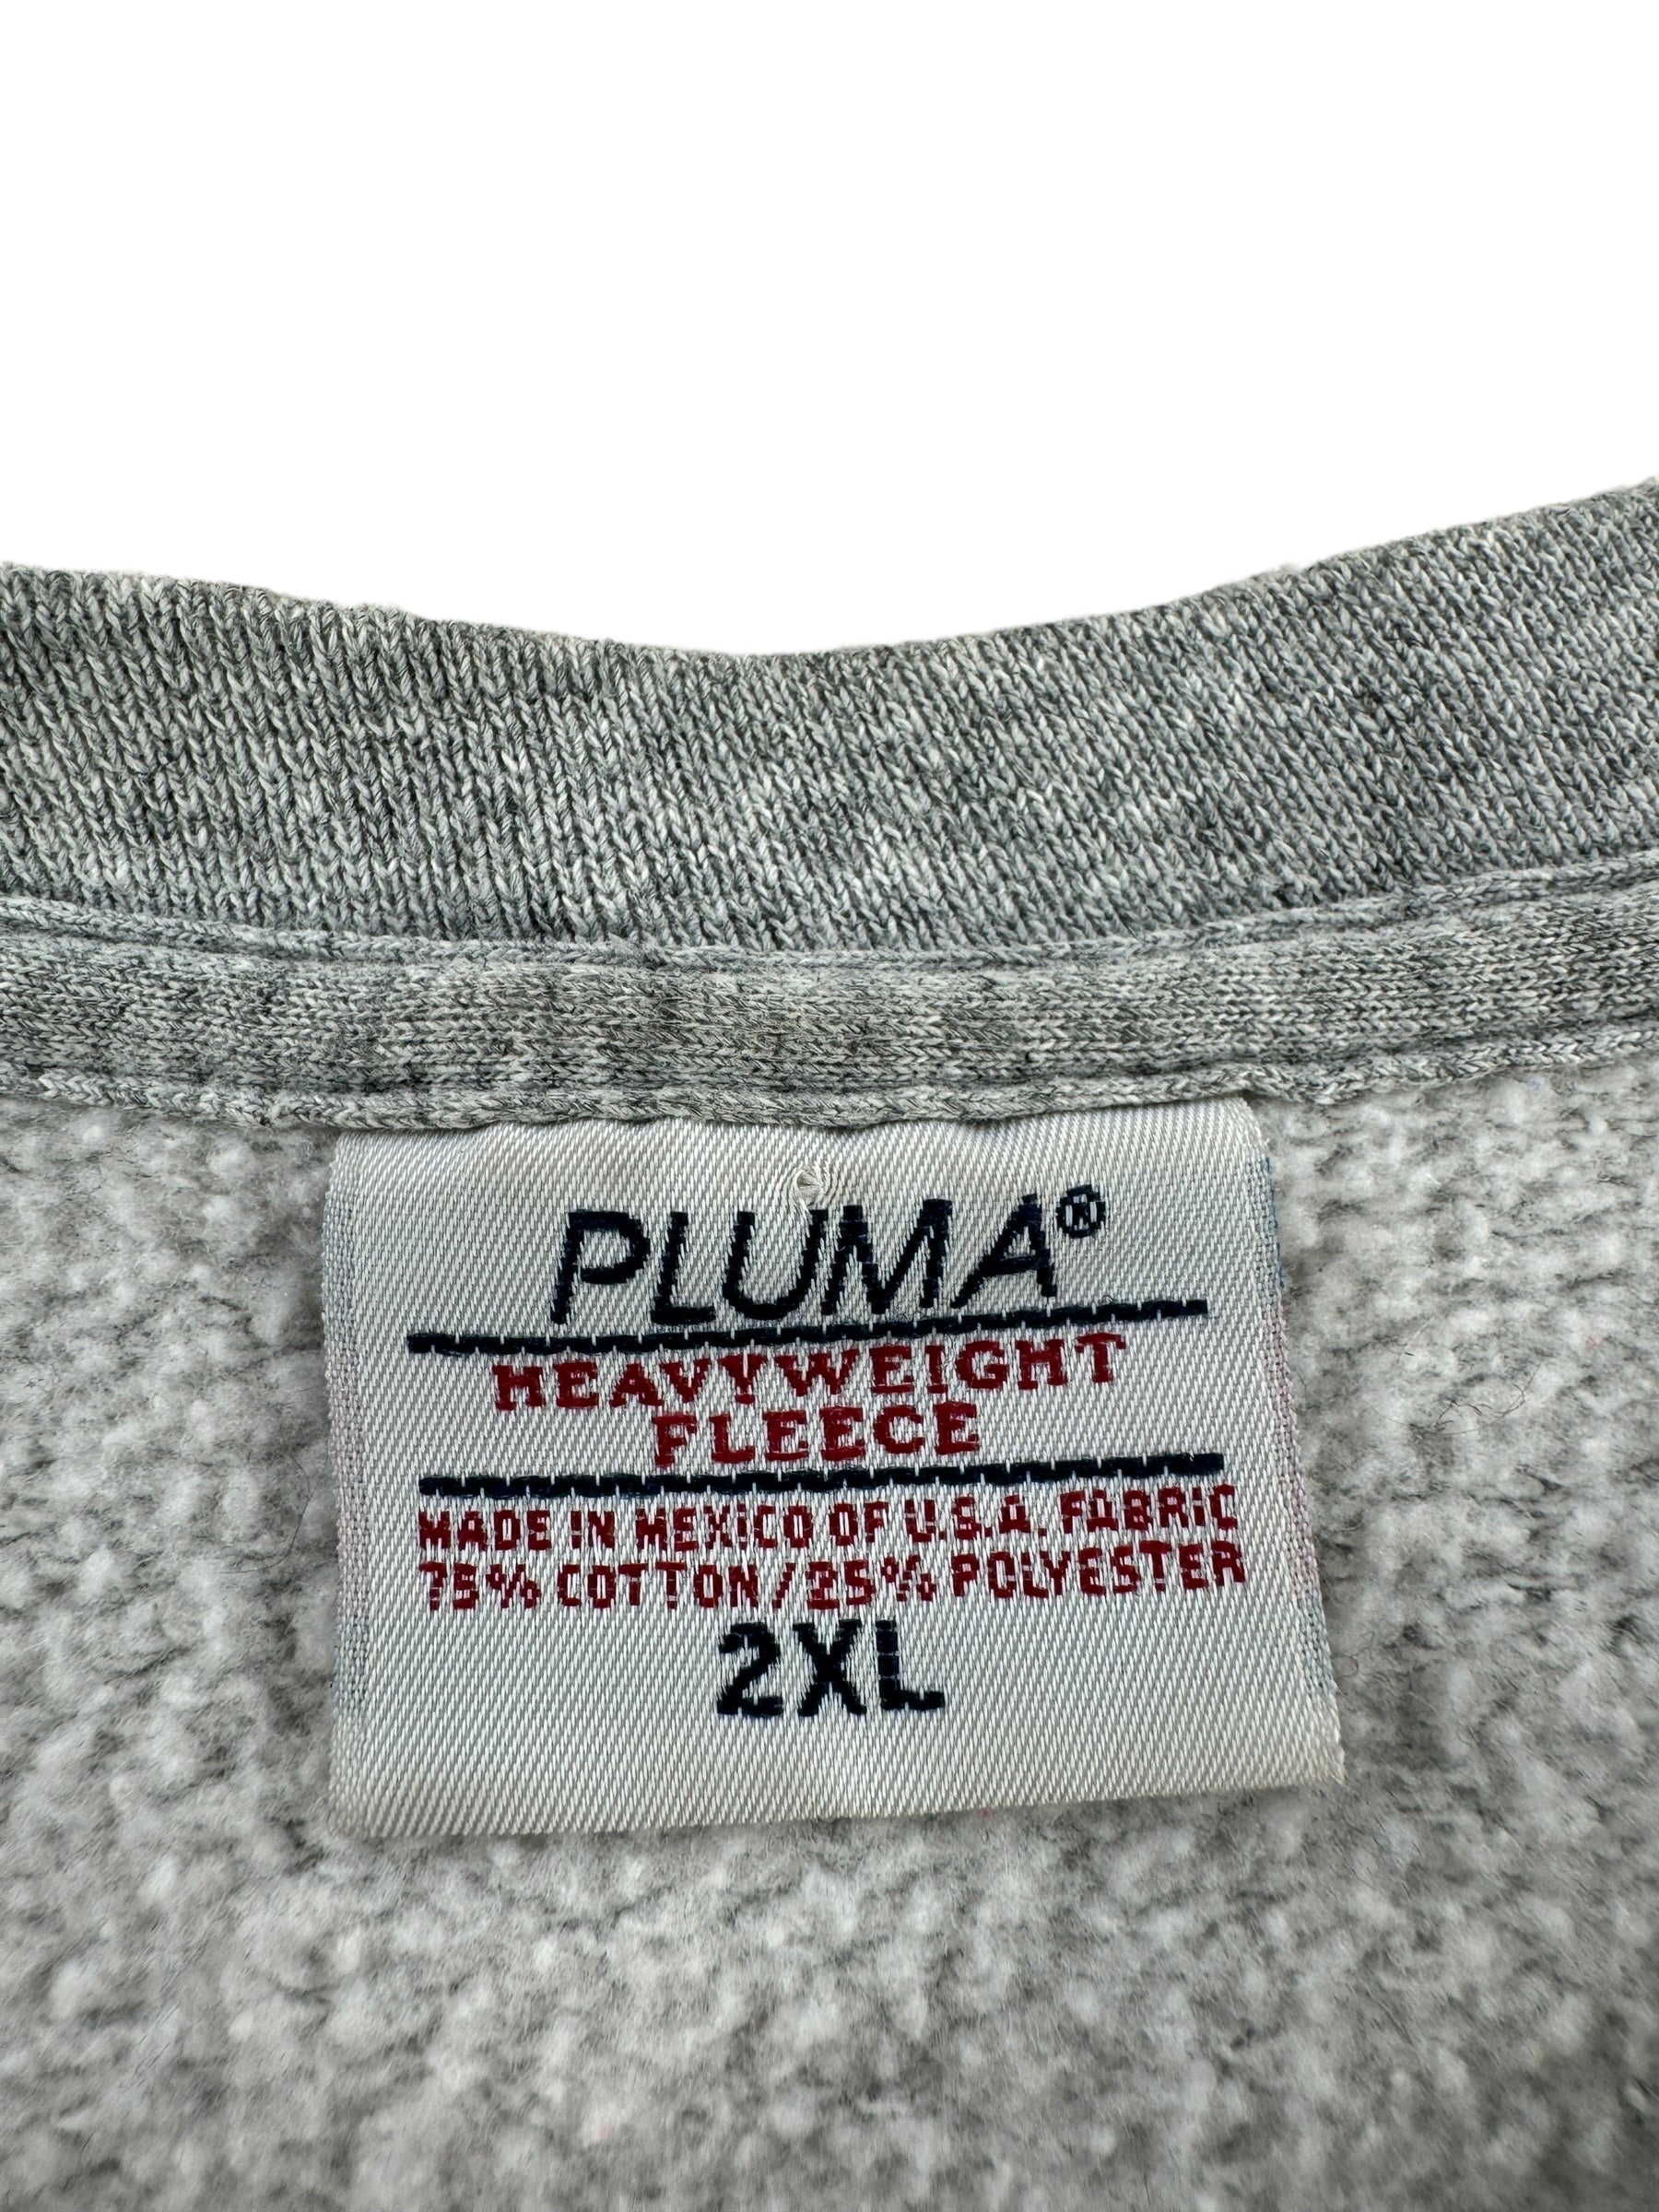 PLUMA®
HEAVYWEIGHT
FLEECE
MADE IN MEXICO OF U.S.A. FABRIC
75% COTTON/25% POLYESTER
2XL